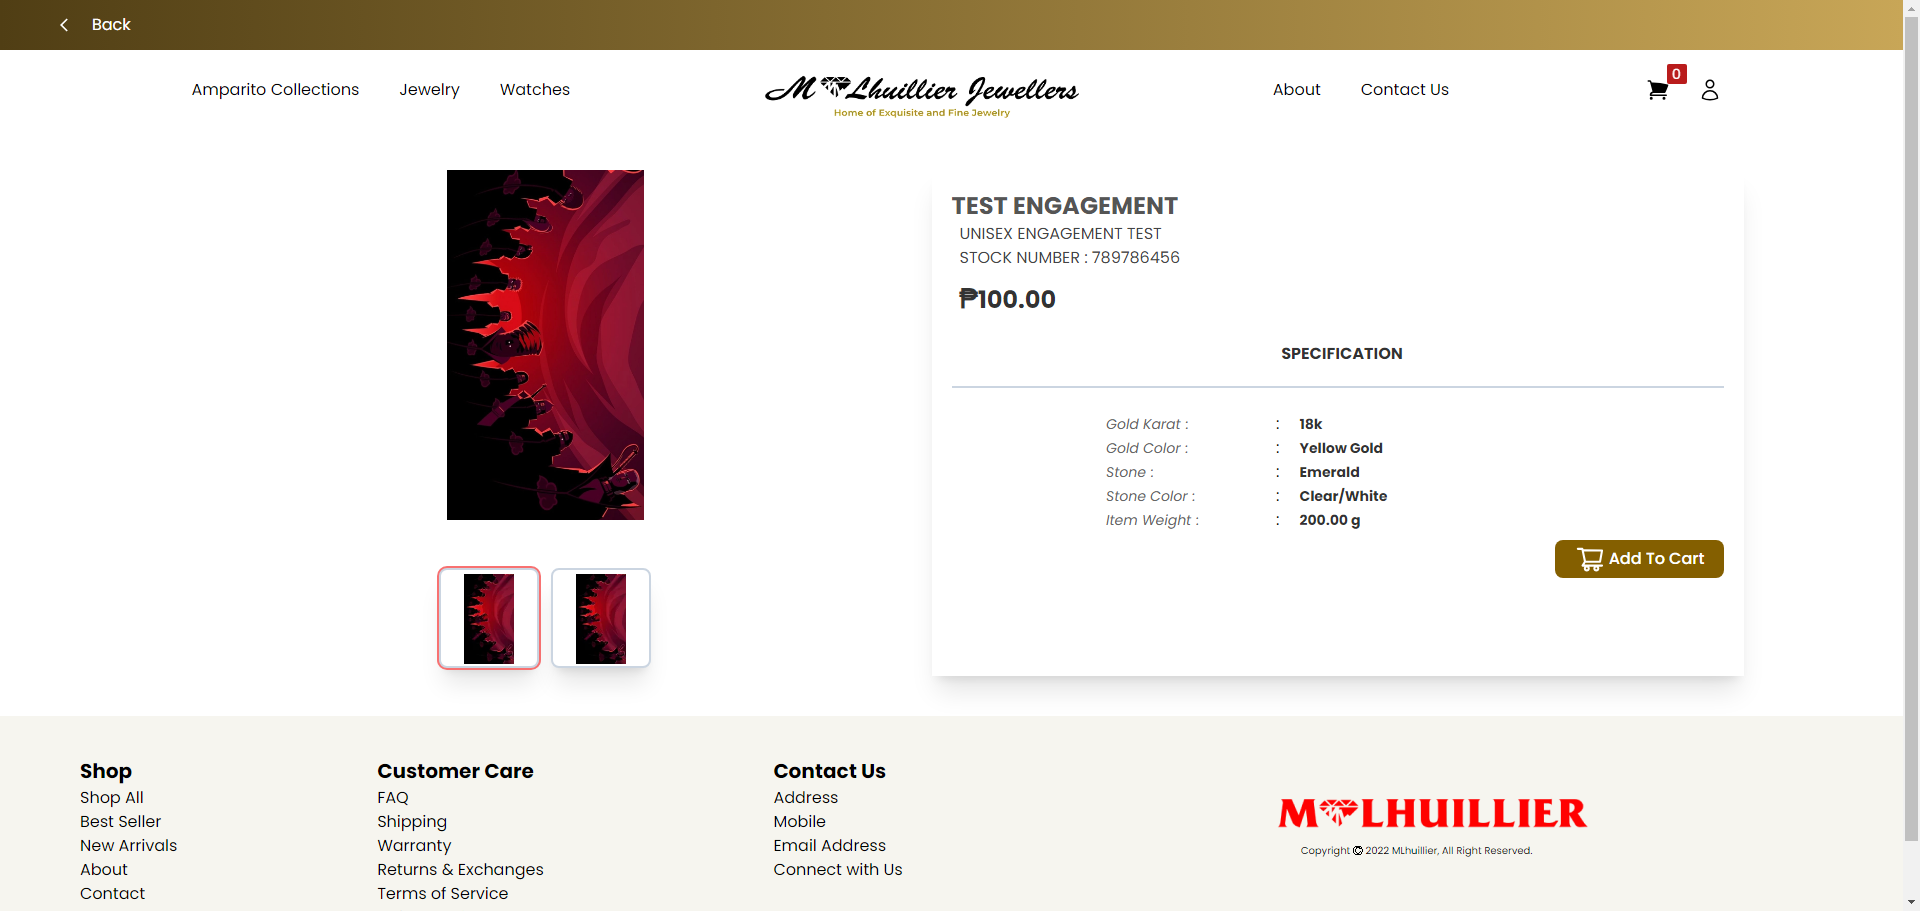 Back
Amparito Collections
Jewelry
Watches
M Lhuillier Jewellers
Home of Exquisite and Fine Jewelry
About
Contact Us
0
TEST ENGAGEMENT
UNISEX ENGAGEMENT TEST
STOCK NUMBER : 789786456
₱100.00
SPECIFICATION
Gold Karat : : 18k
Gold Color : : Yellow Gold
Stone : : Emerald
Stone Color : : Clear/White
Item Weight : : 200.00 g
Add To Cart
Shop
Shop All
Best Seller
New Arrivals
About
Contact
Customer Care
FAQ
Shipping
Warranty
Returns & Exchanges
Terms of Service
Contact Us
Address
Mobile
Email Address
Connect with Us
M LHUILLIER
Copyright © 2022 MLhuillier, All Right Reserved.